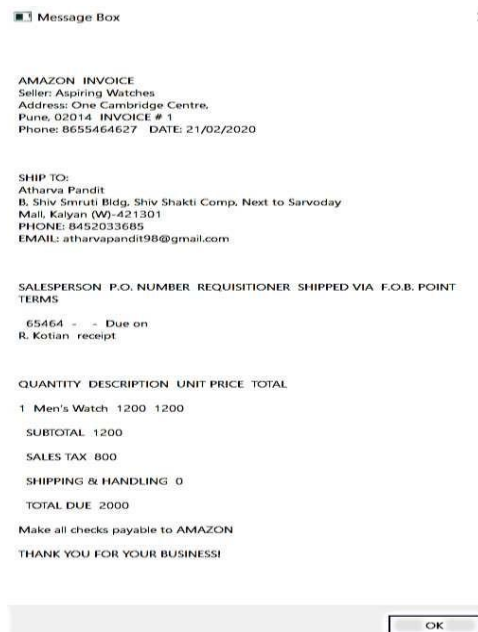 Message Box
AMAZON INVOICE
Seller: Aspiring Watches
Address: One Cambridge Centre,
Pune, 02014 INVOICE # 1
Phone: 8655464627 DATE: 21/02/2020
SHIP TO:
Atharva Pandit
B, Shiv Smruti Bldg, Shiv Shakti Comp, Next to Sarvoday
Mall, Kalyan (W)-421301
PHONE: 8452033685
EMAIL: atharvapandit98@gmail.com
SALESPERSON P.O. NUMBER REQUISITIONER SHIPPED VIA F.O.B. POINT
TERMS
65464 - - Due on
R. Kotian receipt
QUANTITY DESCRIPTION UNIT PRICE TOTAL
1 Men's Watch 1200 1200
SUBTOTAL 1200
SALES TAX 800
SHIPPING & HANDLING 0
TOTAL DUE 2000
Make all checks payable to AMAZON
THANK YOU FOR YOUR BUSINESS!
OK